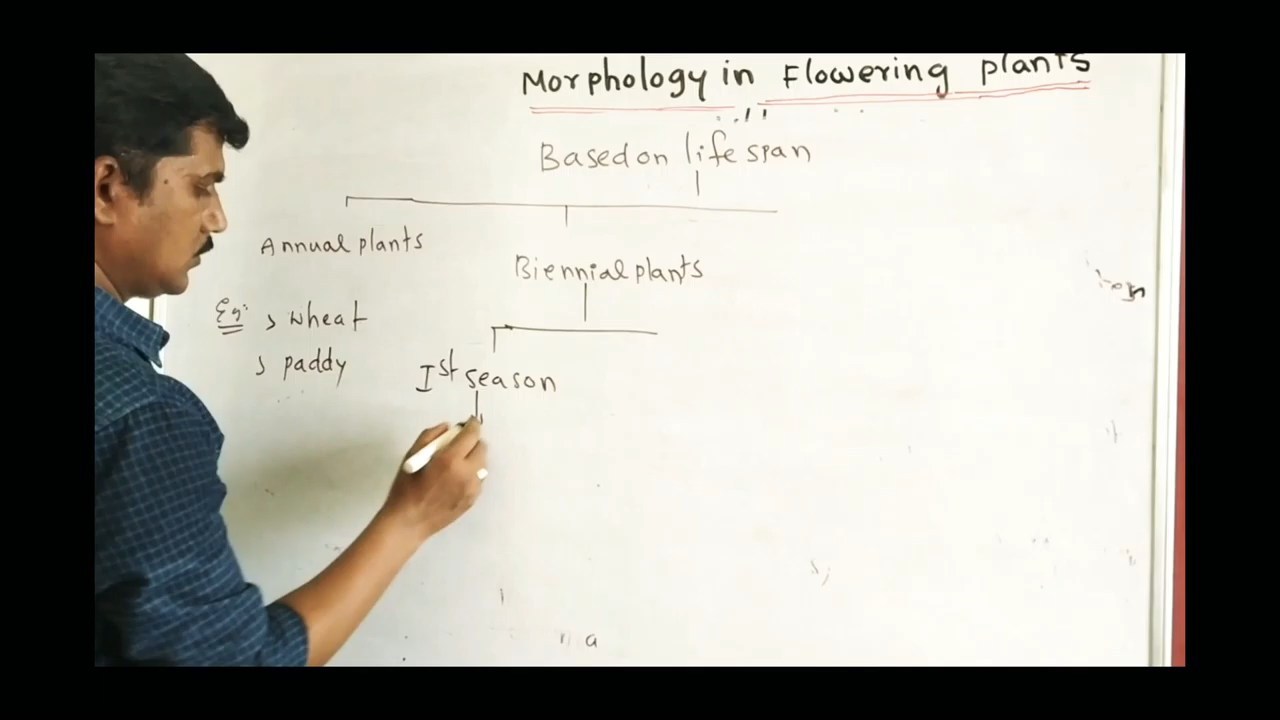 Morphology in Flowering plants
Based on life span
Annual plants
Biennial plants
Eg:- > wheat
> paddy
Ist season